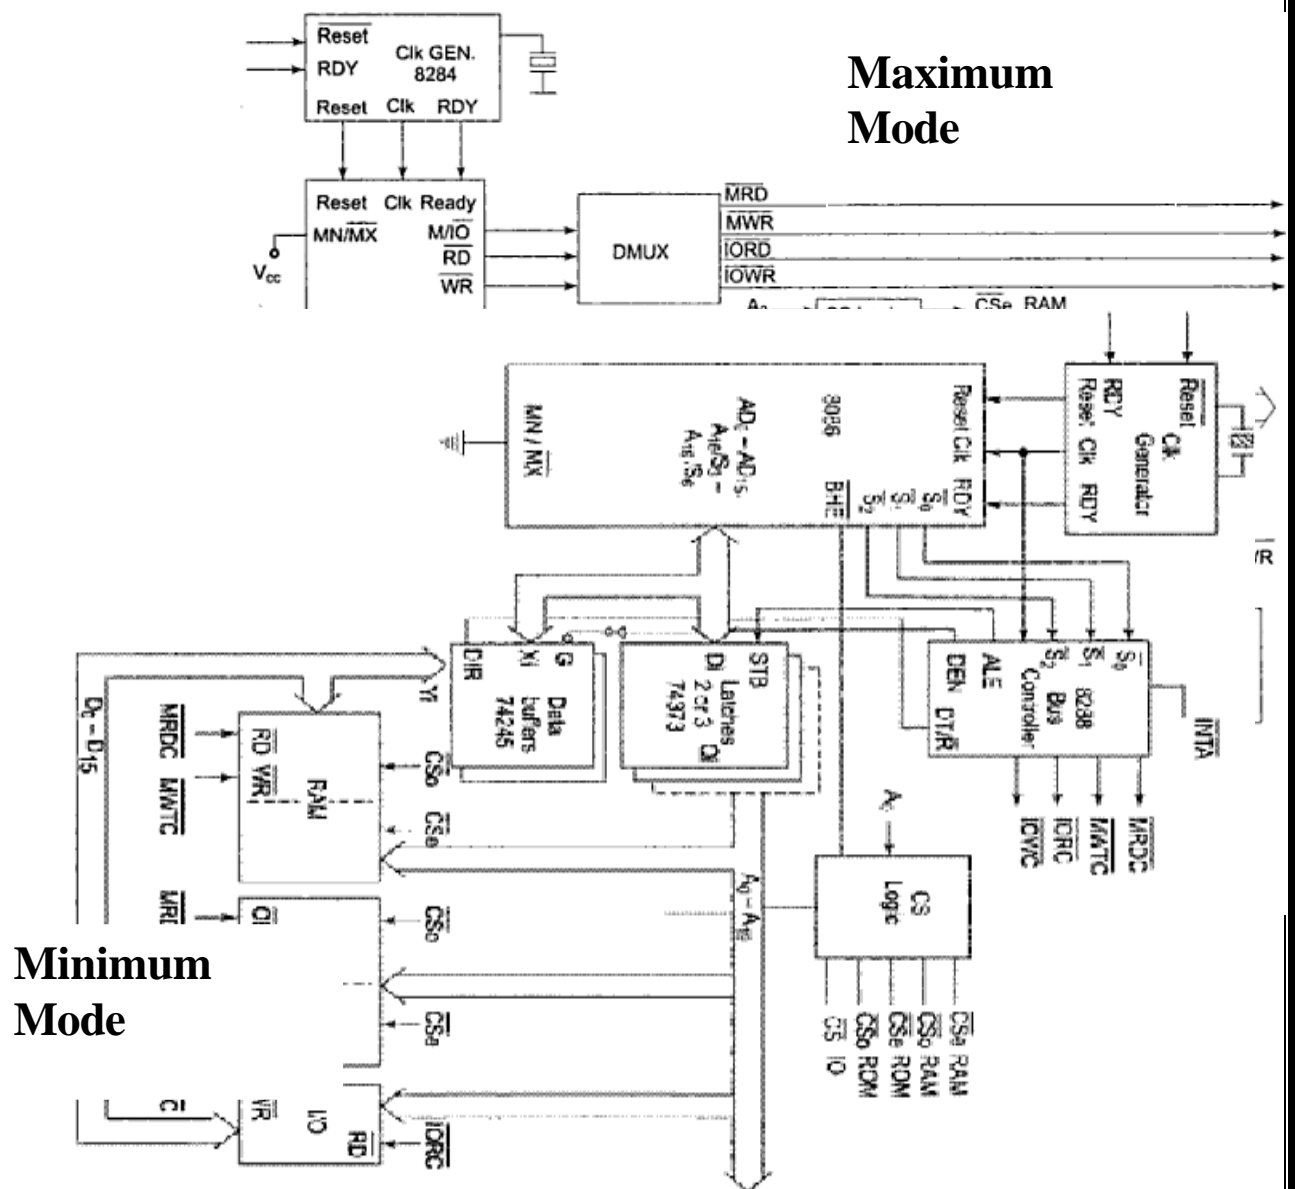 Reset
RDY
Clk GEN.
8284
Reset Clk RDY
Maximum
Mode
Reset Clk Ready
MN/MX
M/IO
RD
WR
Vcc
DMUX
MRD
MWR
IORD
IOWR
CSe RAM
Reset
RDY
Clk
Generator
Reset Clk RDY
Reset Clk RDY
8086
AD0 – AD15,
A16/S3 –
A19/S6
MN / MX
BHE
S2
S1
S0
WR
S0
S1
S2
8288
Bus
Controller
ALE
DEN
DT/R
INTA
STB
Di
Latches
2 or 3
74373
Qi
G
Xi
DIR
Data
buffers
74245
Yi
D0 – D15
MRDC
MWTC
RD WR
RAM
CSo
CSe
IOWC
IORC
MWTC
MRDC
A0
CS
Logic
A0 – A19
CSo
CSe
Minimum
Mode
CS IO
CSo ROM
CSe ROM
CSo RAM
CSe RAM
I/O
RD
IORC